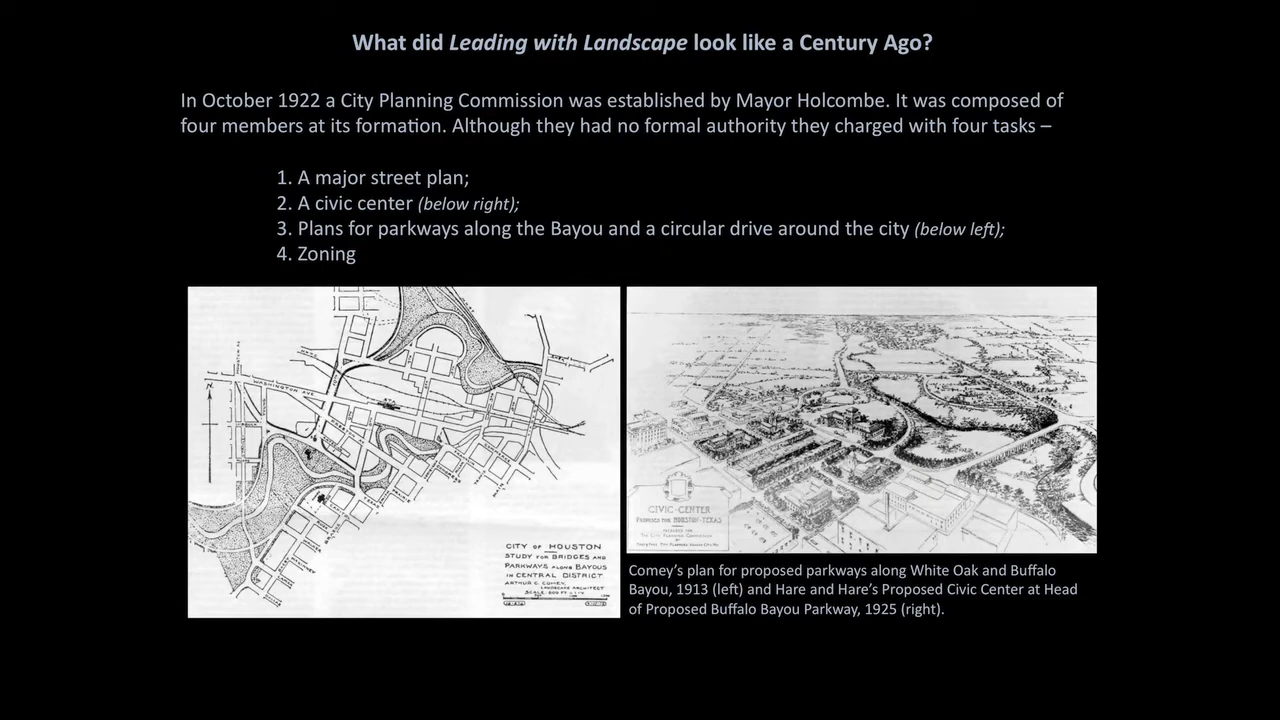 What did Leading with Landscape look like a Century Ago?
In October 1922 a City Planning Commission was established by Mayor Holcombe. It was composed of
four members at its formation. Although they had no formal authority they charged with four tasks –
1. A major street plan;
2. A civic center (below right);
3. Plans for parkways along the Bayou and a circular drive around the city (below left);
4. Zoning
WASHINGTON AVE
N
CITY OF HOUSTON
STUDY FOR BRIDGES AND
PARKWAYS ALONG BAYOUS
IN CENTRAL DISTRICT
ARTHUR C. COMEY,
LANDSCAPE ARCHITECT
CIVIC·CENTER
PROPOSED FOR HOUSTON·TEXAS
THE CITY PLANNING COMMISSION
Comey's plan for proposed parkways along White Oak and Buffalo
Bayou, 1913 (left) and Hare and Hare's Proposed Civic Center at Head
of Proposed Buffalo Bayou Parkway, 1925 (right).